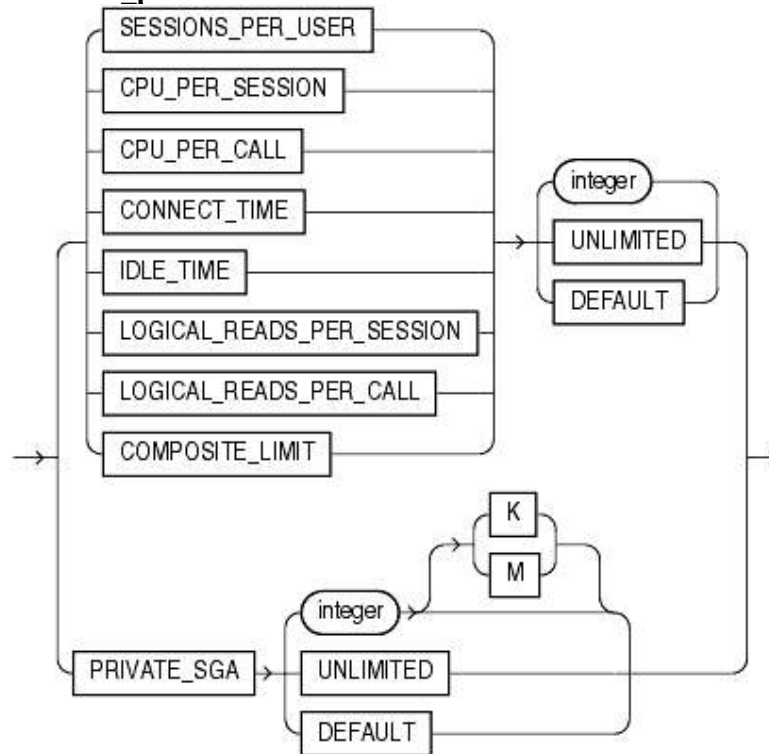 SESSIONS_PER_USER
CPU_PER_SESSION
CPU_PER_CALL
CONNECT_TIME
IDLE_TIME
LOGICAL_READS_PER_SESSION
LOGICAL_READS_PER_CALL
COMPOSITE_LIMIT
integer
UNLIMITED
DEFAULT
K
M
PRIVATE_SGA
integer
UNLIMITED
DEFAULT